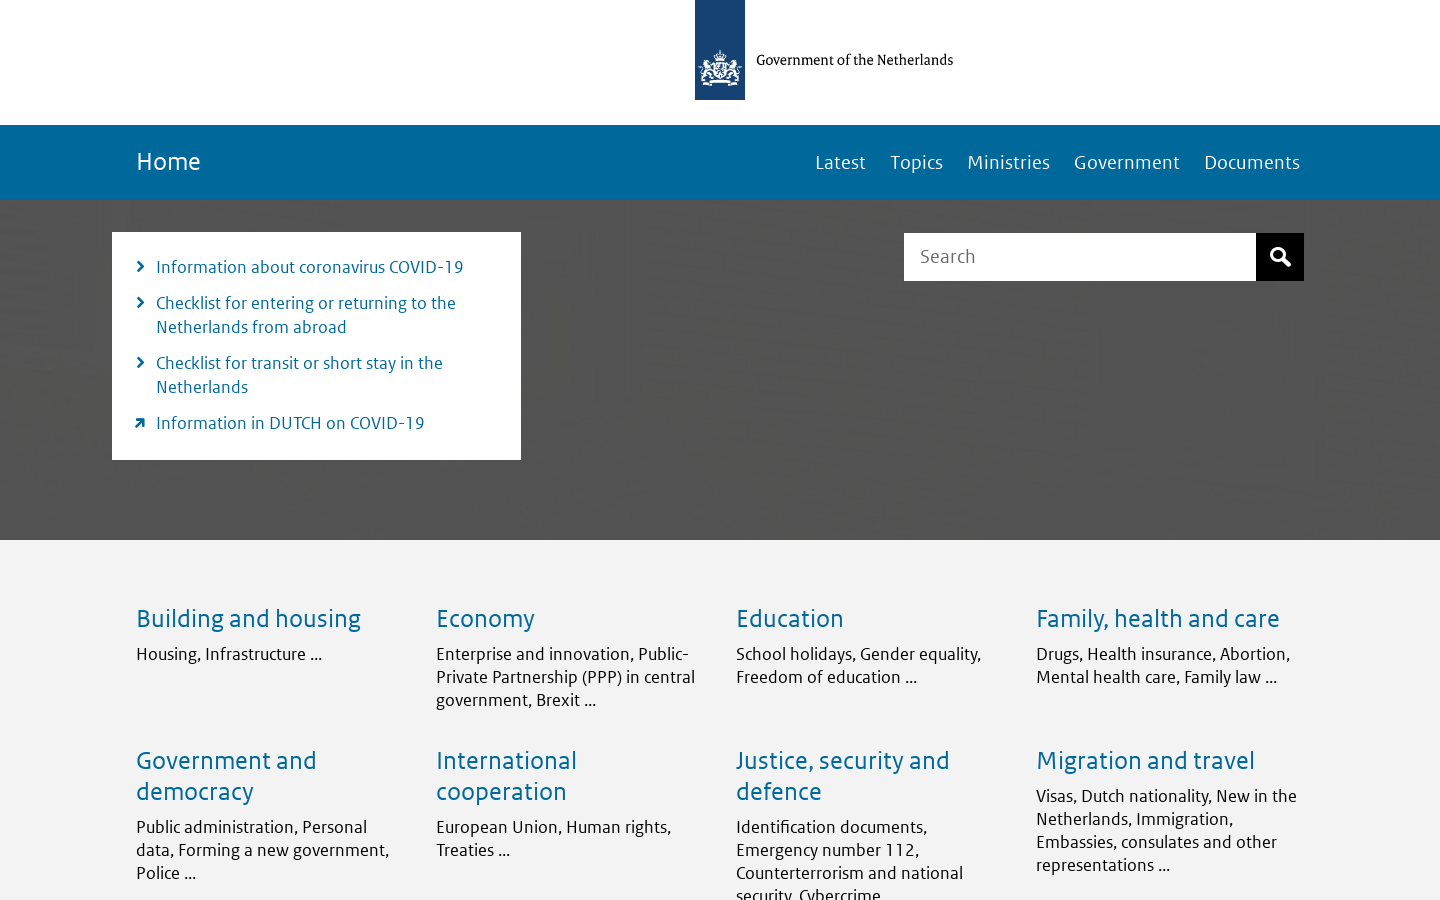 Government of the Netherlands
Home
Latest Topics Ministries Government Documents
Information about coronavirus COVID-19
Checklist for entering or returning to the
Netherlands from abroad
Checklist for transit or short stay in the
Netherlands
Information in DUTCH on COVID-19
Search
Building and housing
Housing, Infrastructure ...
Economy
Enterprise and innovation, Public-
Private Partnership (PPP) in central
government, Brexit ...
Education
School holidays, Gender equality,
Freedom of education ...
Family, health and care
Drugs, Health insurance, Abortion,
Mental health care, Family law ...
Government and
democracy
Public administration, Personal
data, Forming a new government,
Police ...
International
cooperation
European Union, Human rights,
Treaties ...
Justice, security and
defence
Identification documents,
Emergency number 112,
Counterterrorism and national
security, Cybercrime
Migration and travel
Visas, Dutch nationality, New in the
Netherlands, Immigration,
Embassies, consulates and other
representations ...